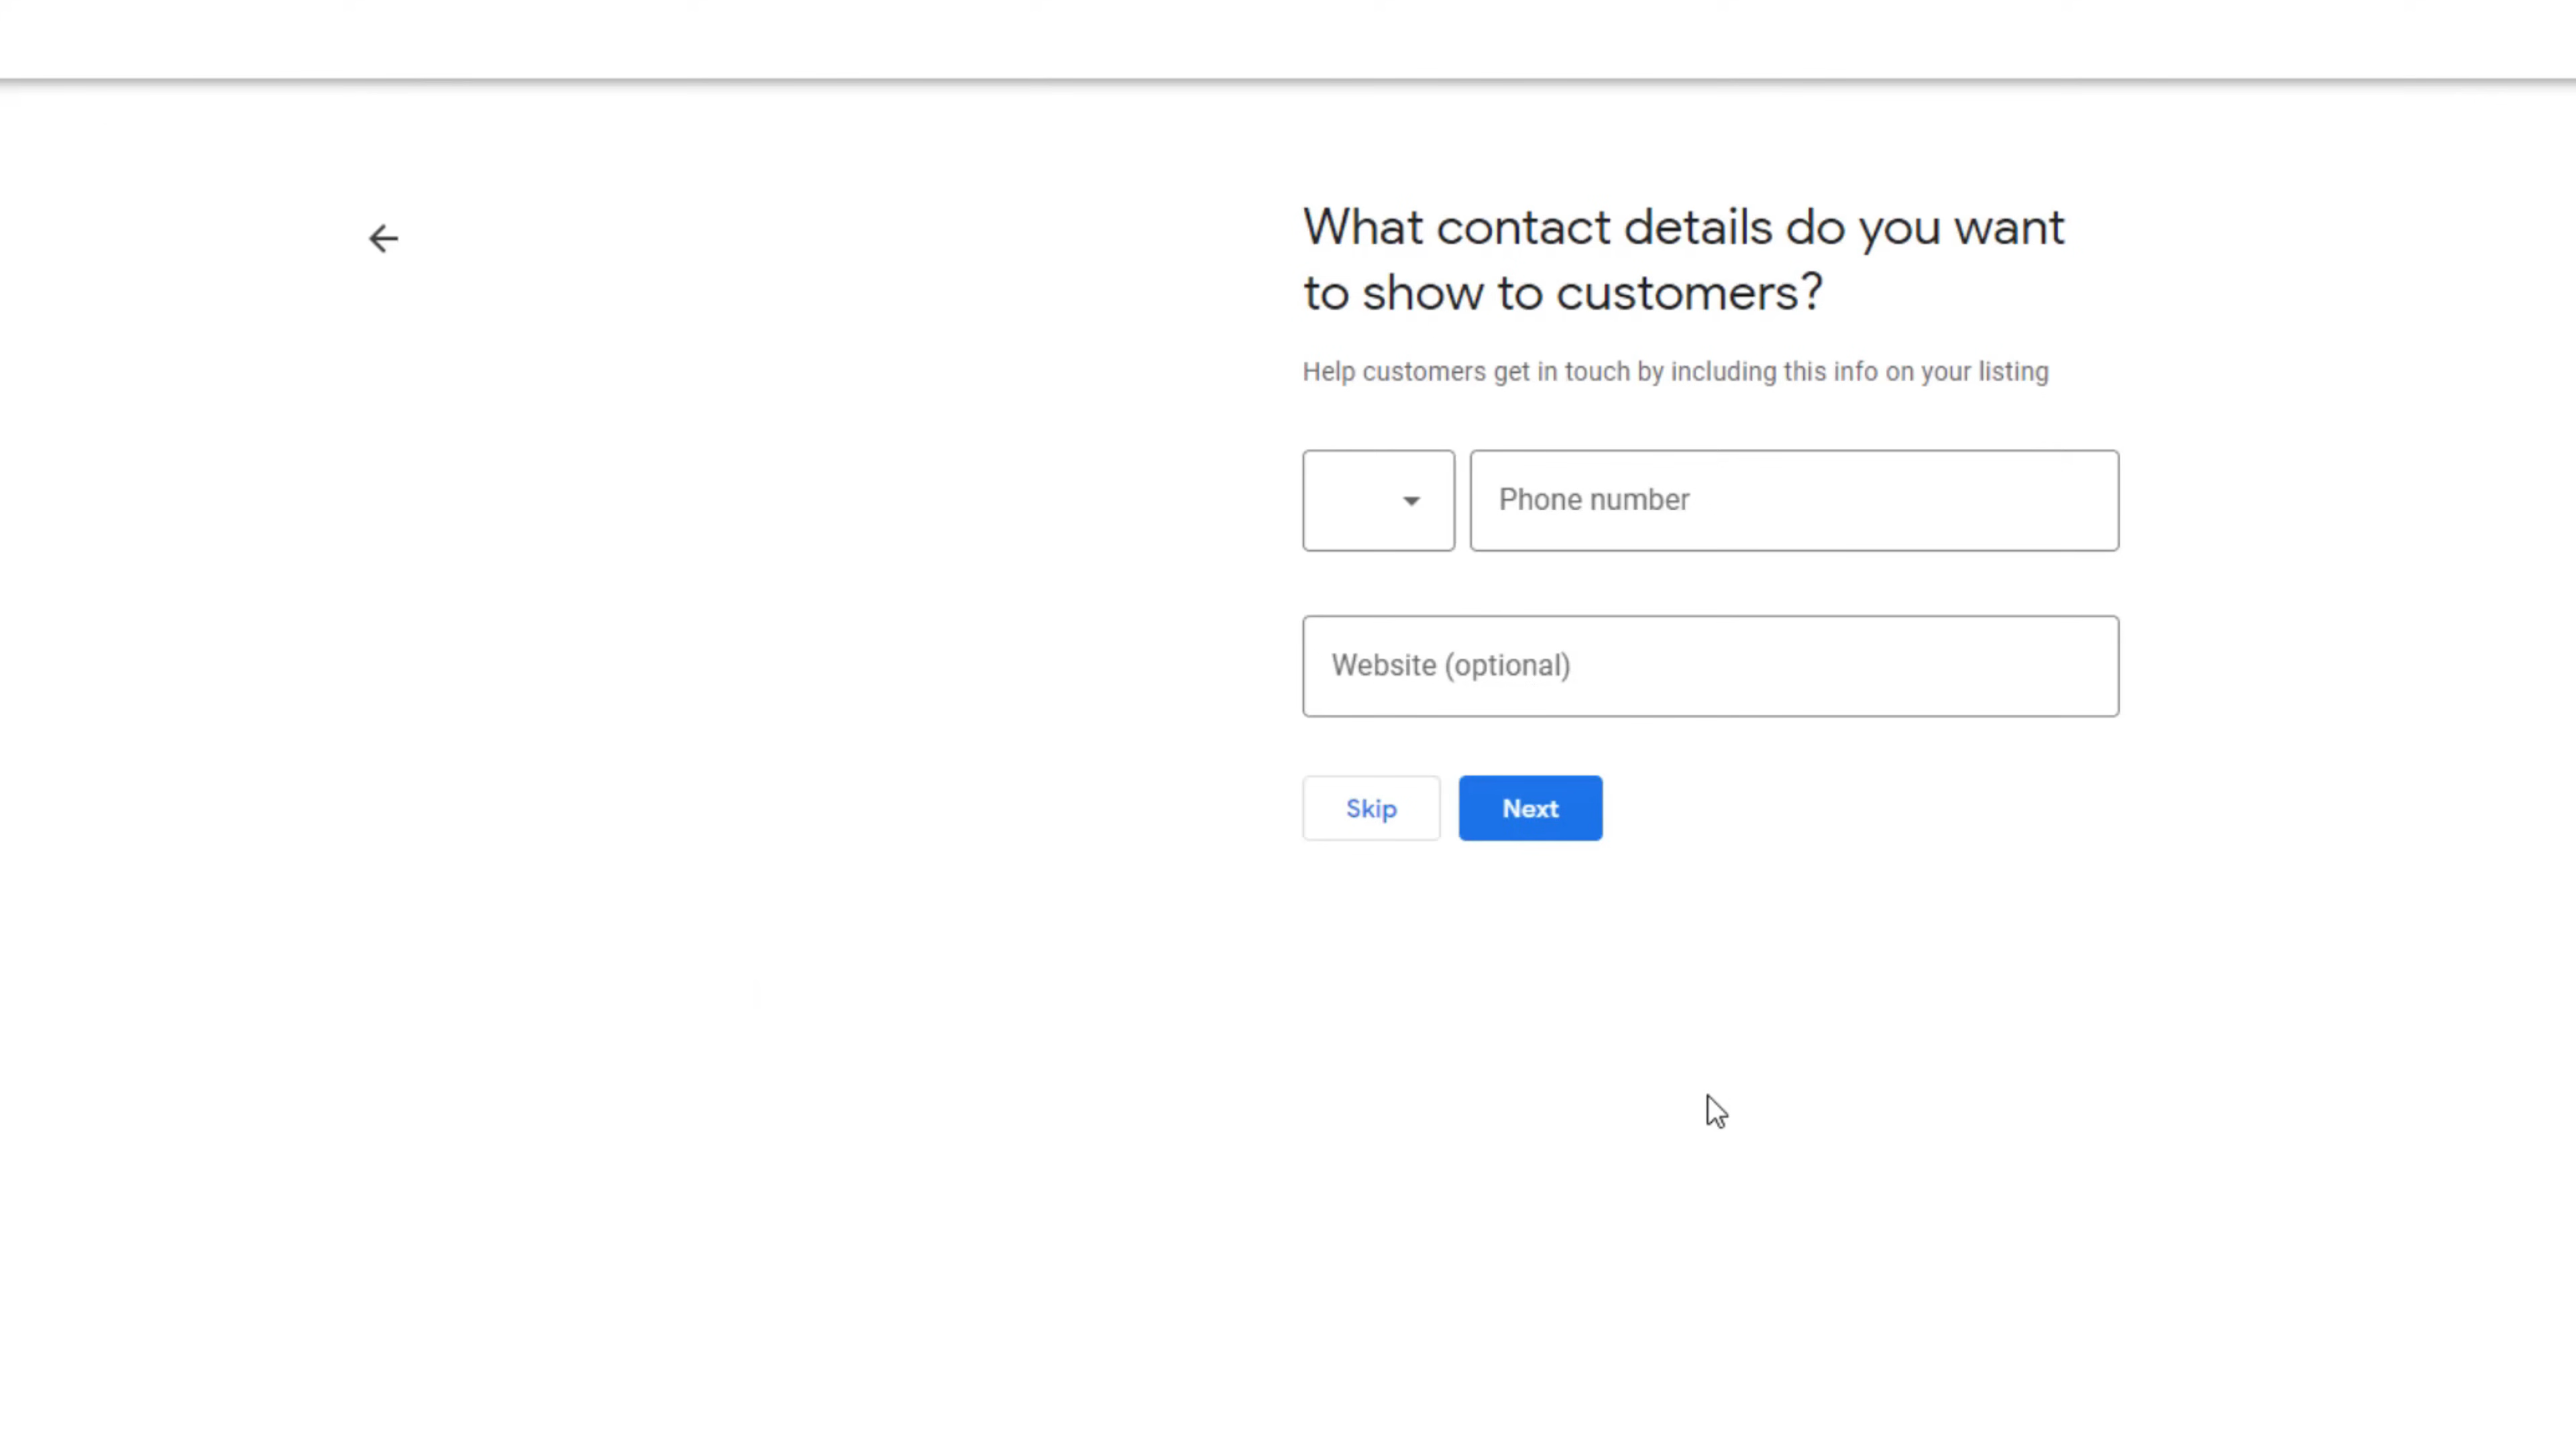 What contact details do you want
to show to customers?
Help customers get in touch by including this info on your listing
Phone number
Website (optional)
Skip
Next